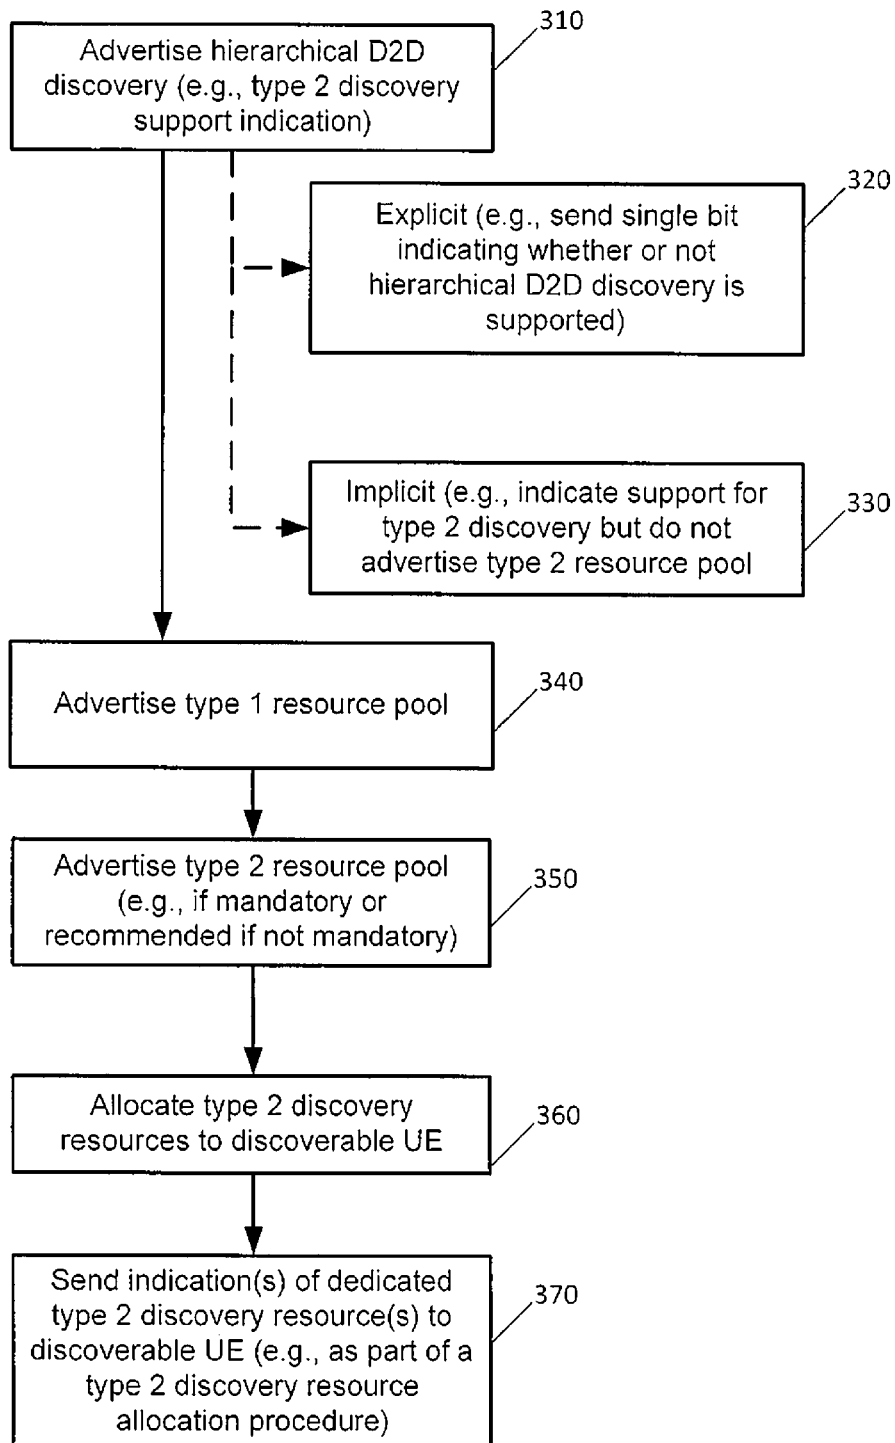 310
Advertise hierarchical D2D
discovery (e.g., type 2 discovery
support indication)
320
Explicit (e.g., send single bit
indicating whether or not
hierarchical D2D discovery is
supported)
330
Implicit (e.g., indicate support for
type 2 discovery but do not
advertise type 2 resource pool
340
Advertise type 1 resource pool
350
Advertise type 2 resource pool
(e.g., if mandatory or
recommended if not mandatory)
360
Allocate type 2 discovery
resources to discoverable UE
370
Send indication(s) of dedicated
type 2 discovery resource(s) to
discoverable UE (e.g., as part of a
type 2 discovery resource
allocation procedure)